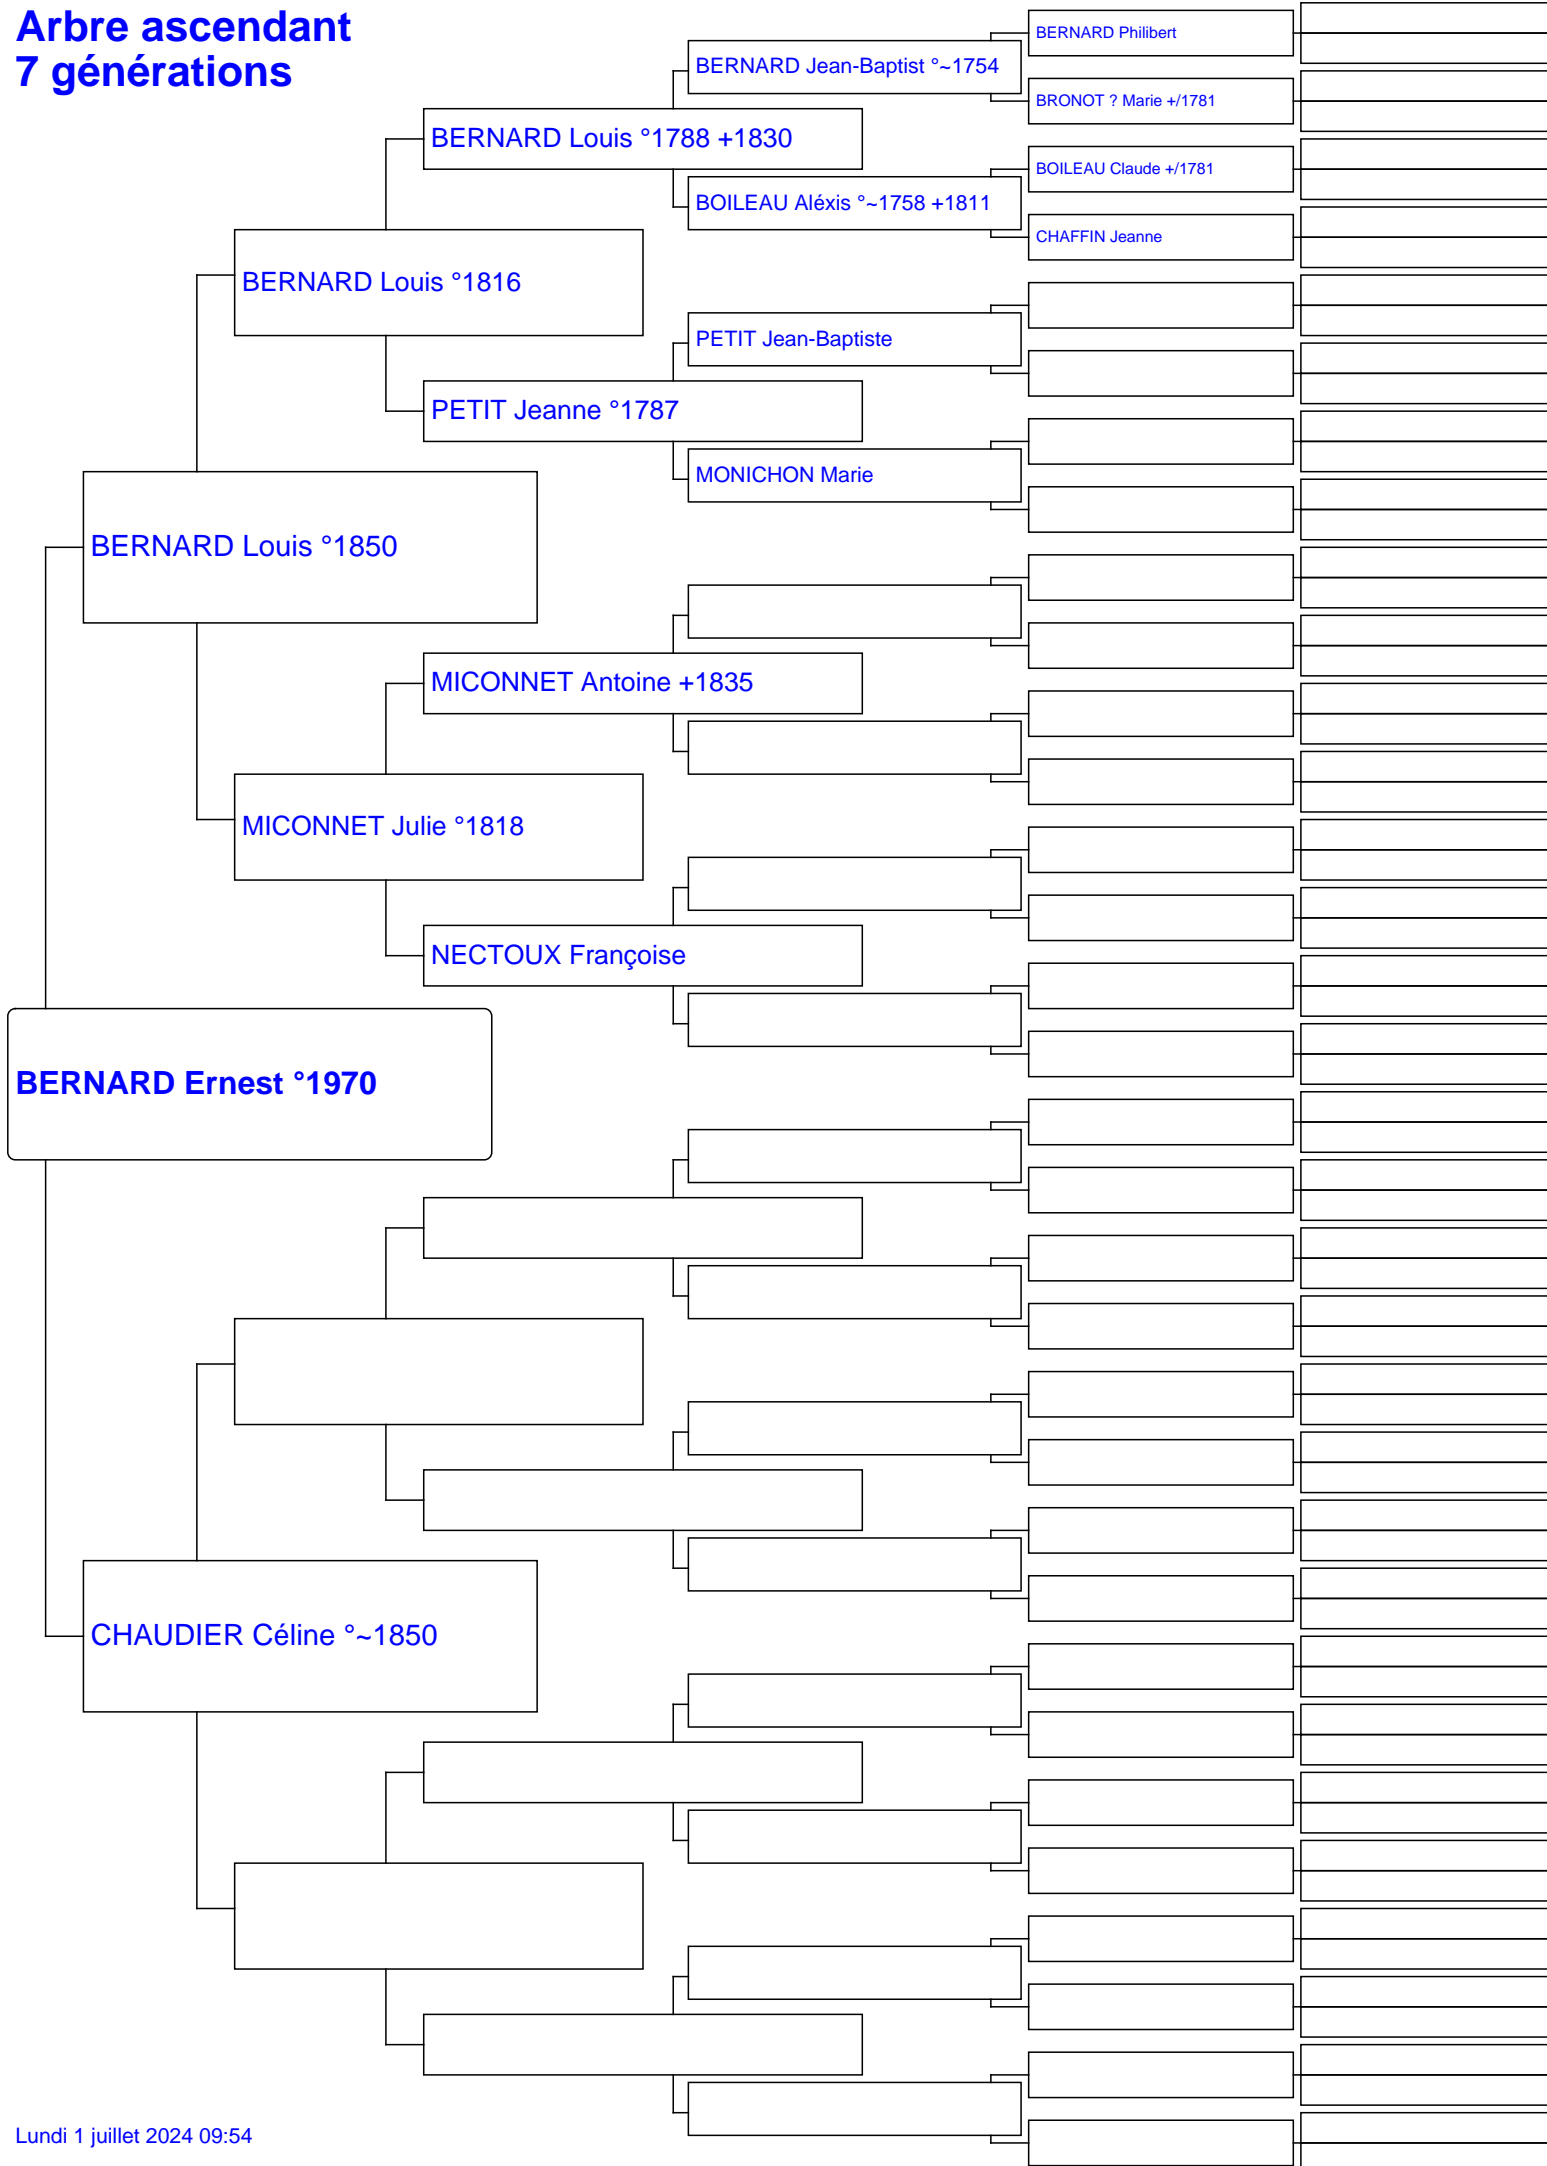 Arbre ascendant
7 générations
BERNARD Philibert
BERNARD Jean-Baptist °~1754
BRONOT ? Marie +/1781
BERNARD Louis °1788 +1830
BOILEAU Claude +/1781
BOILEAU Aléxis °~1758 +1811
CHAFFIN Jeanne
BERNARD Louis °1816
PETIT Jean-Baptiste
PETIT Jeanne °1787
MONICHON Marie
BERNARD Louis °1850
MICONNET Antoine +1835
MICONNET Julie °1818
NECTOUX Françoise
BERNARD Ernest °1970
CHAUDIER Céline °~1850
Lundi 1 juillet 2024 09:54